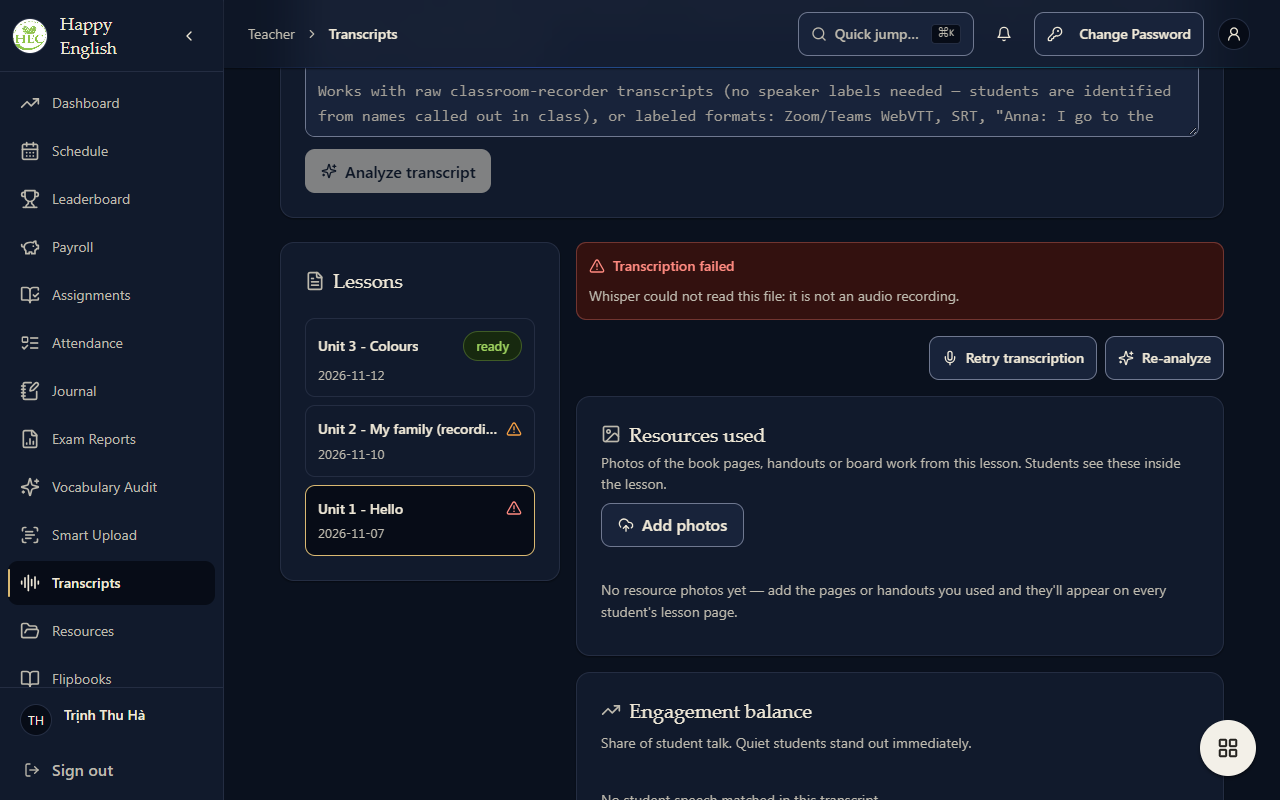 HEC
Happy
English
Teacher
Transcripts
Quick jump...
⌘K
Change Password
Dashboard
Schedule
Leaderboard
Payroll
Assignments
Attendance
Journal
Exam Reports
Vocabulary Audit
Smart Upload
Transcripts
Resources
Flipbooks
TH
Trịnh Thu Hà
Sign out
Works with raw classroom-recorder transcripts (no speaker labels needed — students are identified
from names called out in class), or labeled formats: Zoom/Teams WebVTT, SRT, "Anna: I go to the
Analyze transcript
Lessons
Unit 3 - Colours
ready
2026-11-12
Unit 2 - My family (recordi...
2026-11-10
Unit 1 - Hello
2026-11-07
Transcription failed
Whisper could not read this file: it is not an audio recording.
Retry transcription
Re-analyze
Resources used
Photos of the book pages, handouts or board work from this lesson. Students see these inside
the lesson.
Add photos
No resource photos yet — add the pages or handouts you used and they'll appear on every
student's lesson page.
Engagement balance
Share of student talk. Quiet students stand out immediately.
No student speech matched in this transcript